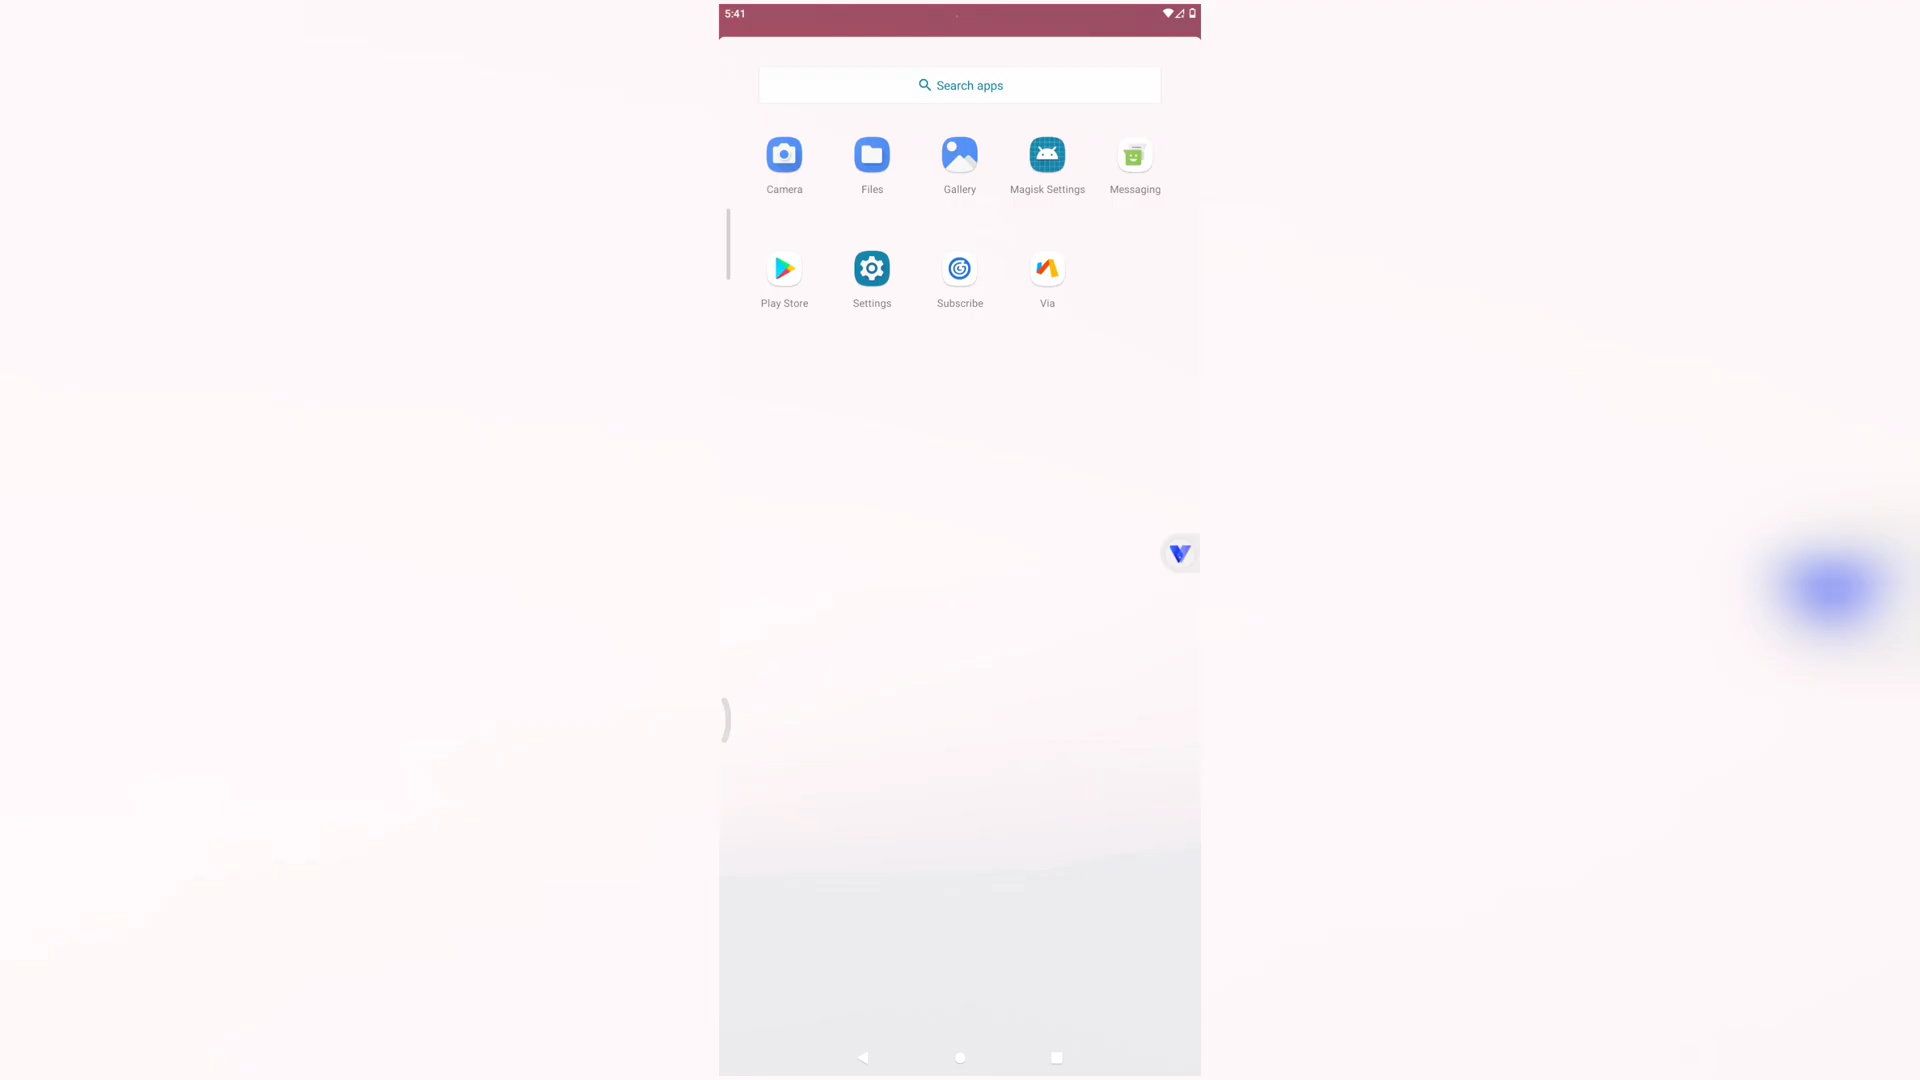 5:41
Search apps
Camera
Files
Gallery
Magisk Settings
Messaging
Play Store
Settings
Subscribe
Via